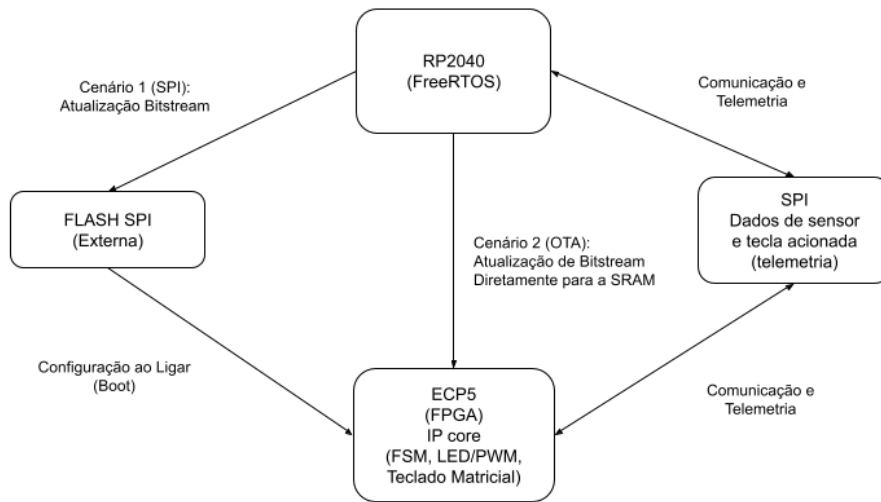 RP2040
(FreeRTOS)
Cenário 1 (SPI):
Atualização Bitstream
Comunicação e
Telemetria
FLASH SPI
(Externa)
SPI
Dados de sensor
e tecla acionada
(telemetria)
Cenário 2 (OTA):
Atualização de Bitstream
Diretamente para a SRAM
Configuração ao Ligar
(Boot)
ECP5
(FPGA)
IP core
(FSM, LED/PWM,
Teclado Matricial)
Comunicação e
Telemetria